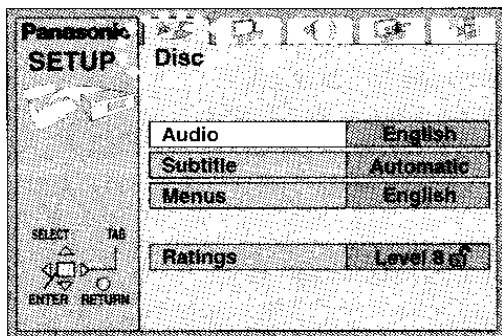 Panasonic
SETUP
Disc
Audio English
Subtitle Automatic
Menus English
Ratings Level 8
SELECT TAB
ENTER RETURN